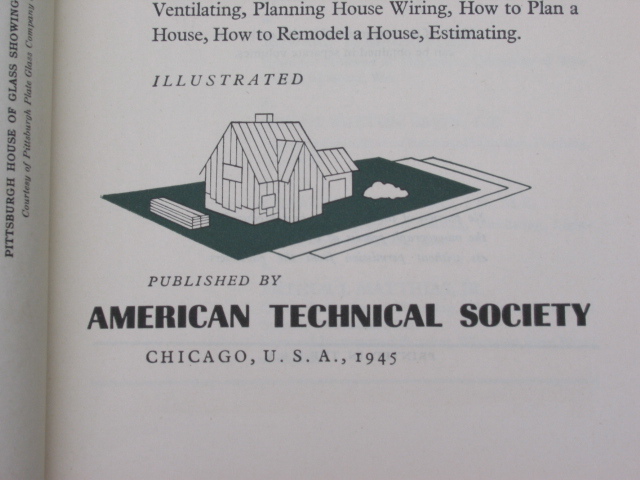 PITTSBURGH HOUSE OF GLASS SHOWING
Courtesy of Pittsburgh Plate Glass Company
Ventilating, Planning House Wiring, How to Plan a
House, How to Remodel a House, Estimating.
ILLUSTRATED
PUBLISHED BY
AMERICAN TECHNICAL SOCIETY
CHICAGO, U. S. A., 1945